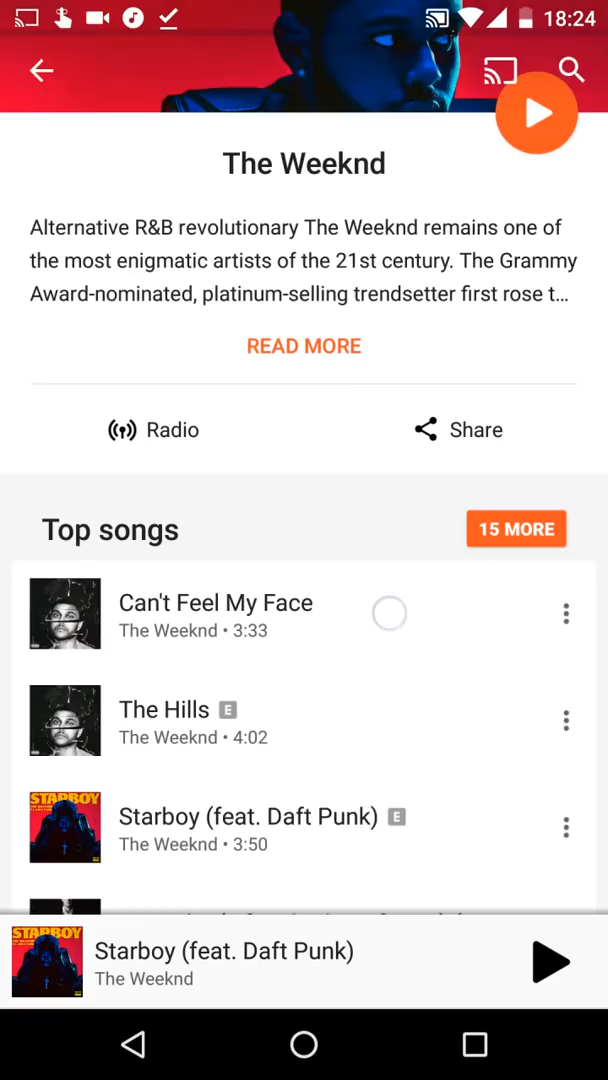 18:24
The Weeknd
Alternative R&B revolutionary The Weeknd remains one of
the most enigmatic artists of the 21st century. The Grammy
Award-nominated, platinum-selling trendsetter first rose t…
READ MORE
Radio
Share
Top songs
15 MORE
Can't Feel My Face
The Weeknd • 3:33
The Hills E
The Weeknd • 4:02
STARBOY
Starboy (feat. Daft Punk) E
The Weeknd • 3:50
STARBOY
Starboy (feat. Daft Punk)
The Weeknd